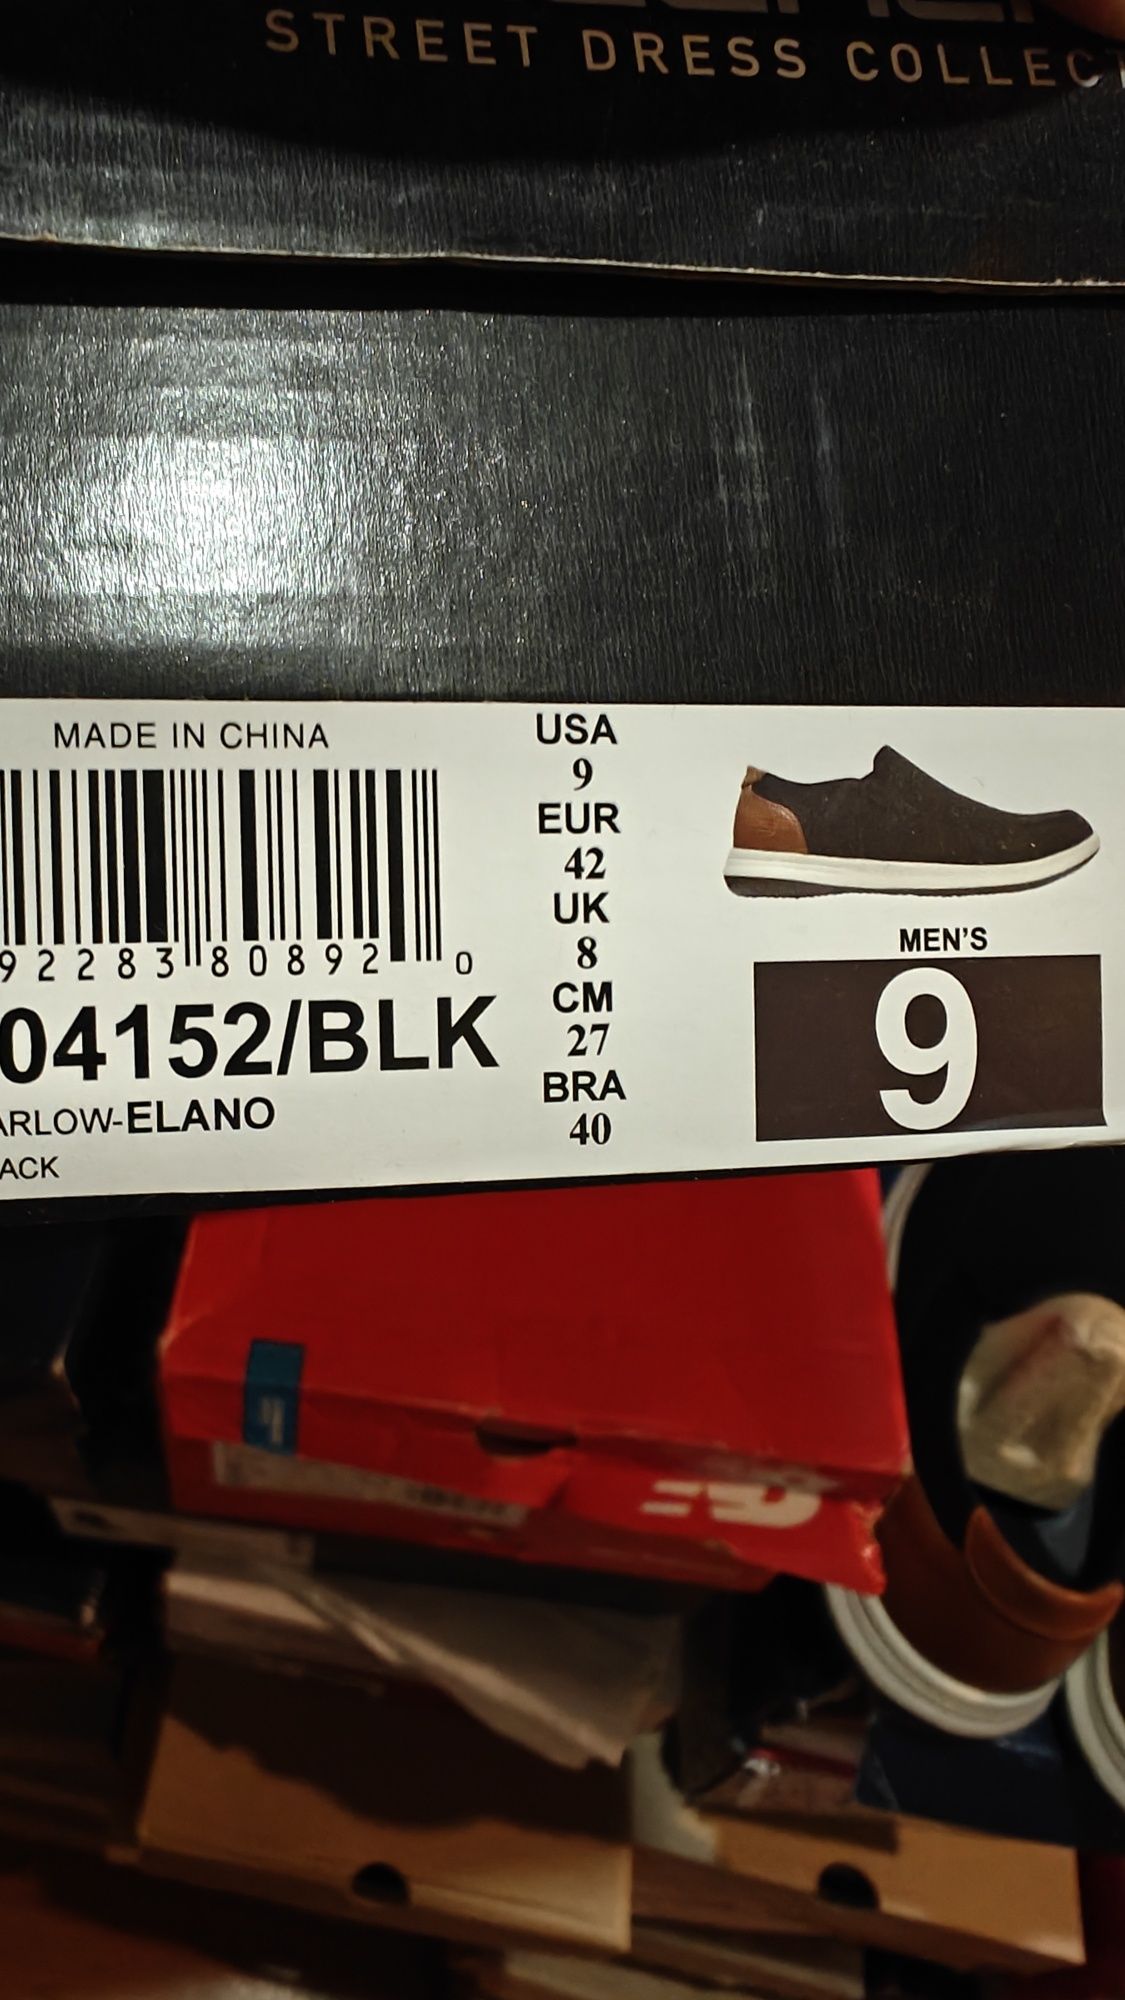 STREET DRESS COLLECT
MADE IN CHINA
92283 80892 0
04152/BLK
ARLOW-ELANO
ACK
USA
9
EUR
42
UK
8
CM
27
BRA
40
MEN'S
9